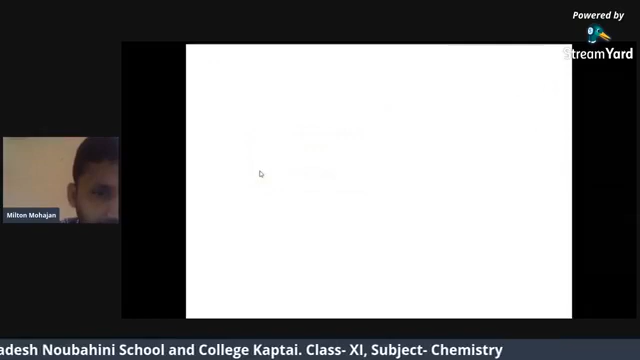 Powered by
StreamYard
Milton Mohajan
adesh Noubahini School and College Kaptai. Class- XI, Subject- Chemistry